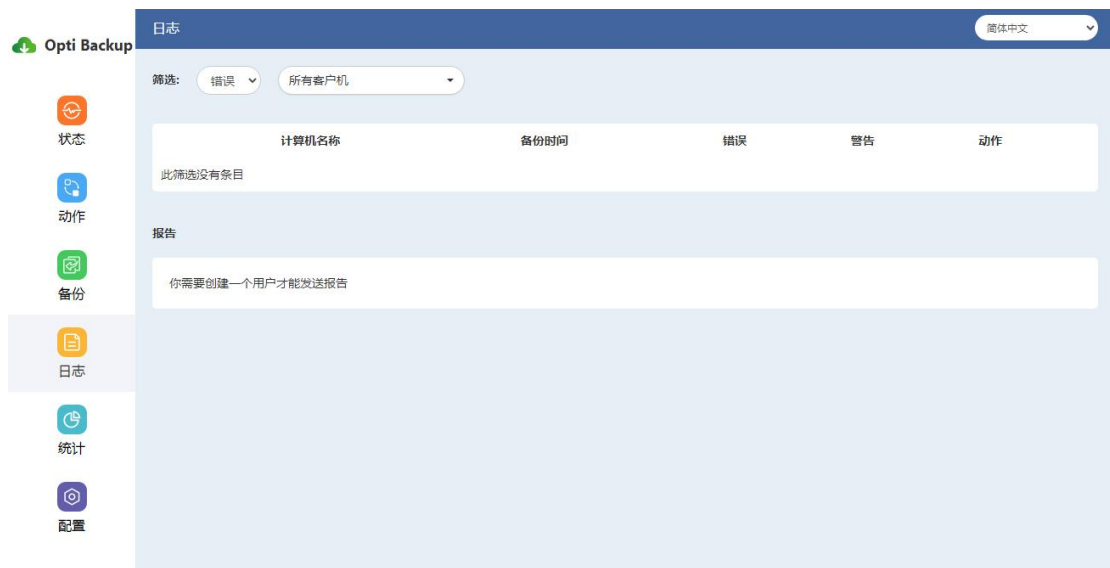 Opti Backup
日志
简体中文
筛选:
错误
所有客户机
计算机名称 备份时间 错误 警告 动作
此筛选没有条目
报告
你需要创建一个用户才能发送报告
状态
动作
备份
日志
统计
配置